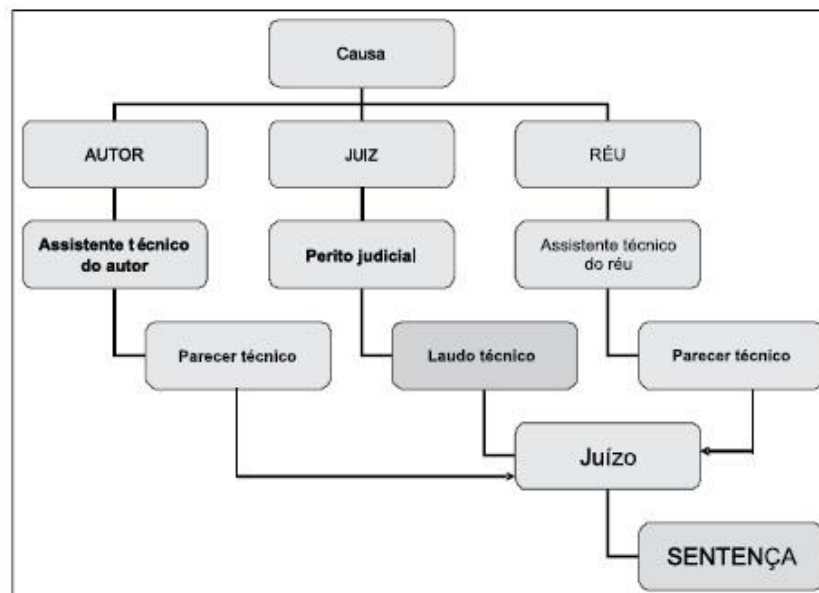 Causa
AUTOR
JUIZ
RÉU
Assistente técnico
do autor
Perito judicial
Assistente técnico
do réu
Parecer técnico
Laudo técnico
Parecer técnico
Juízo
SENTENÇA